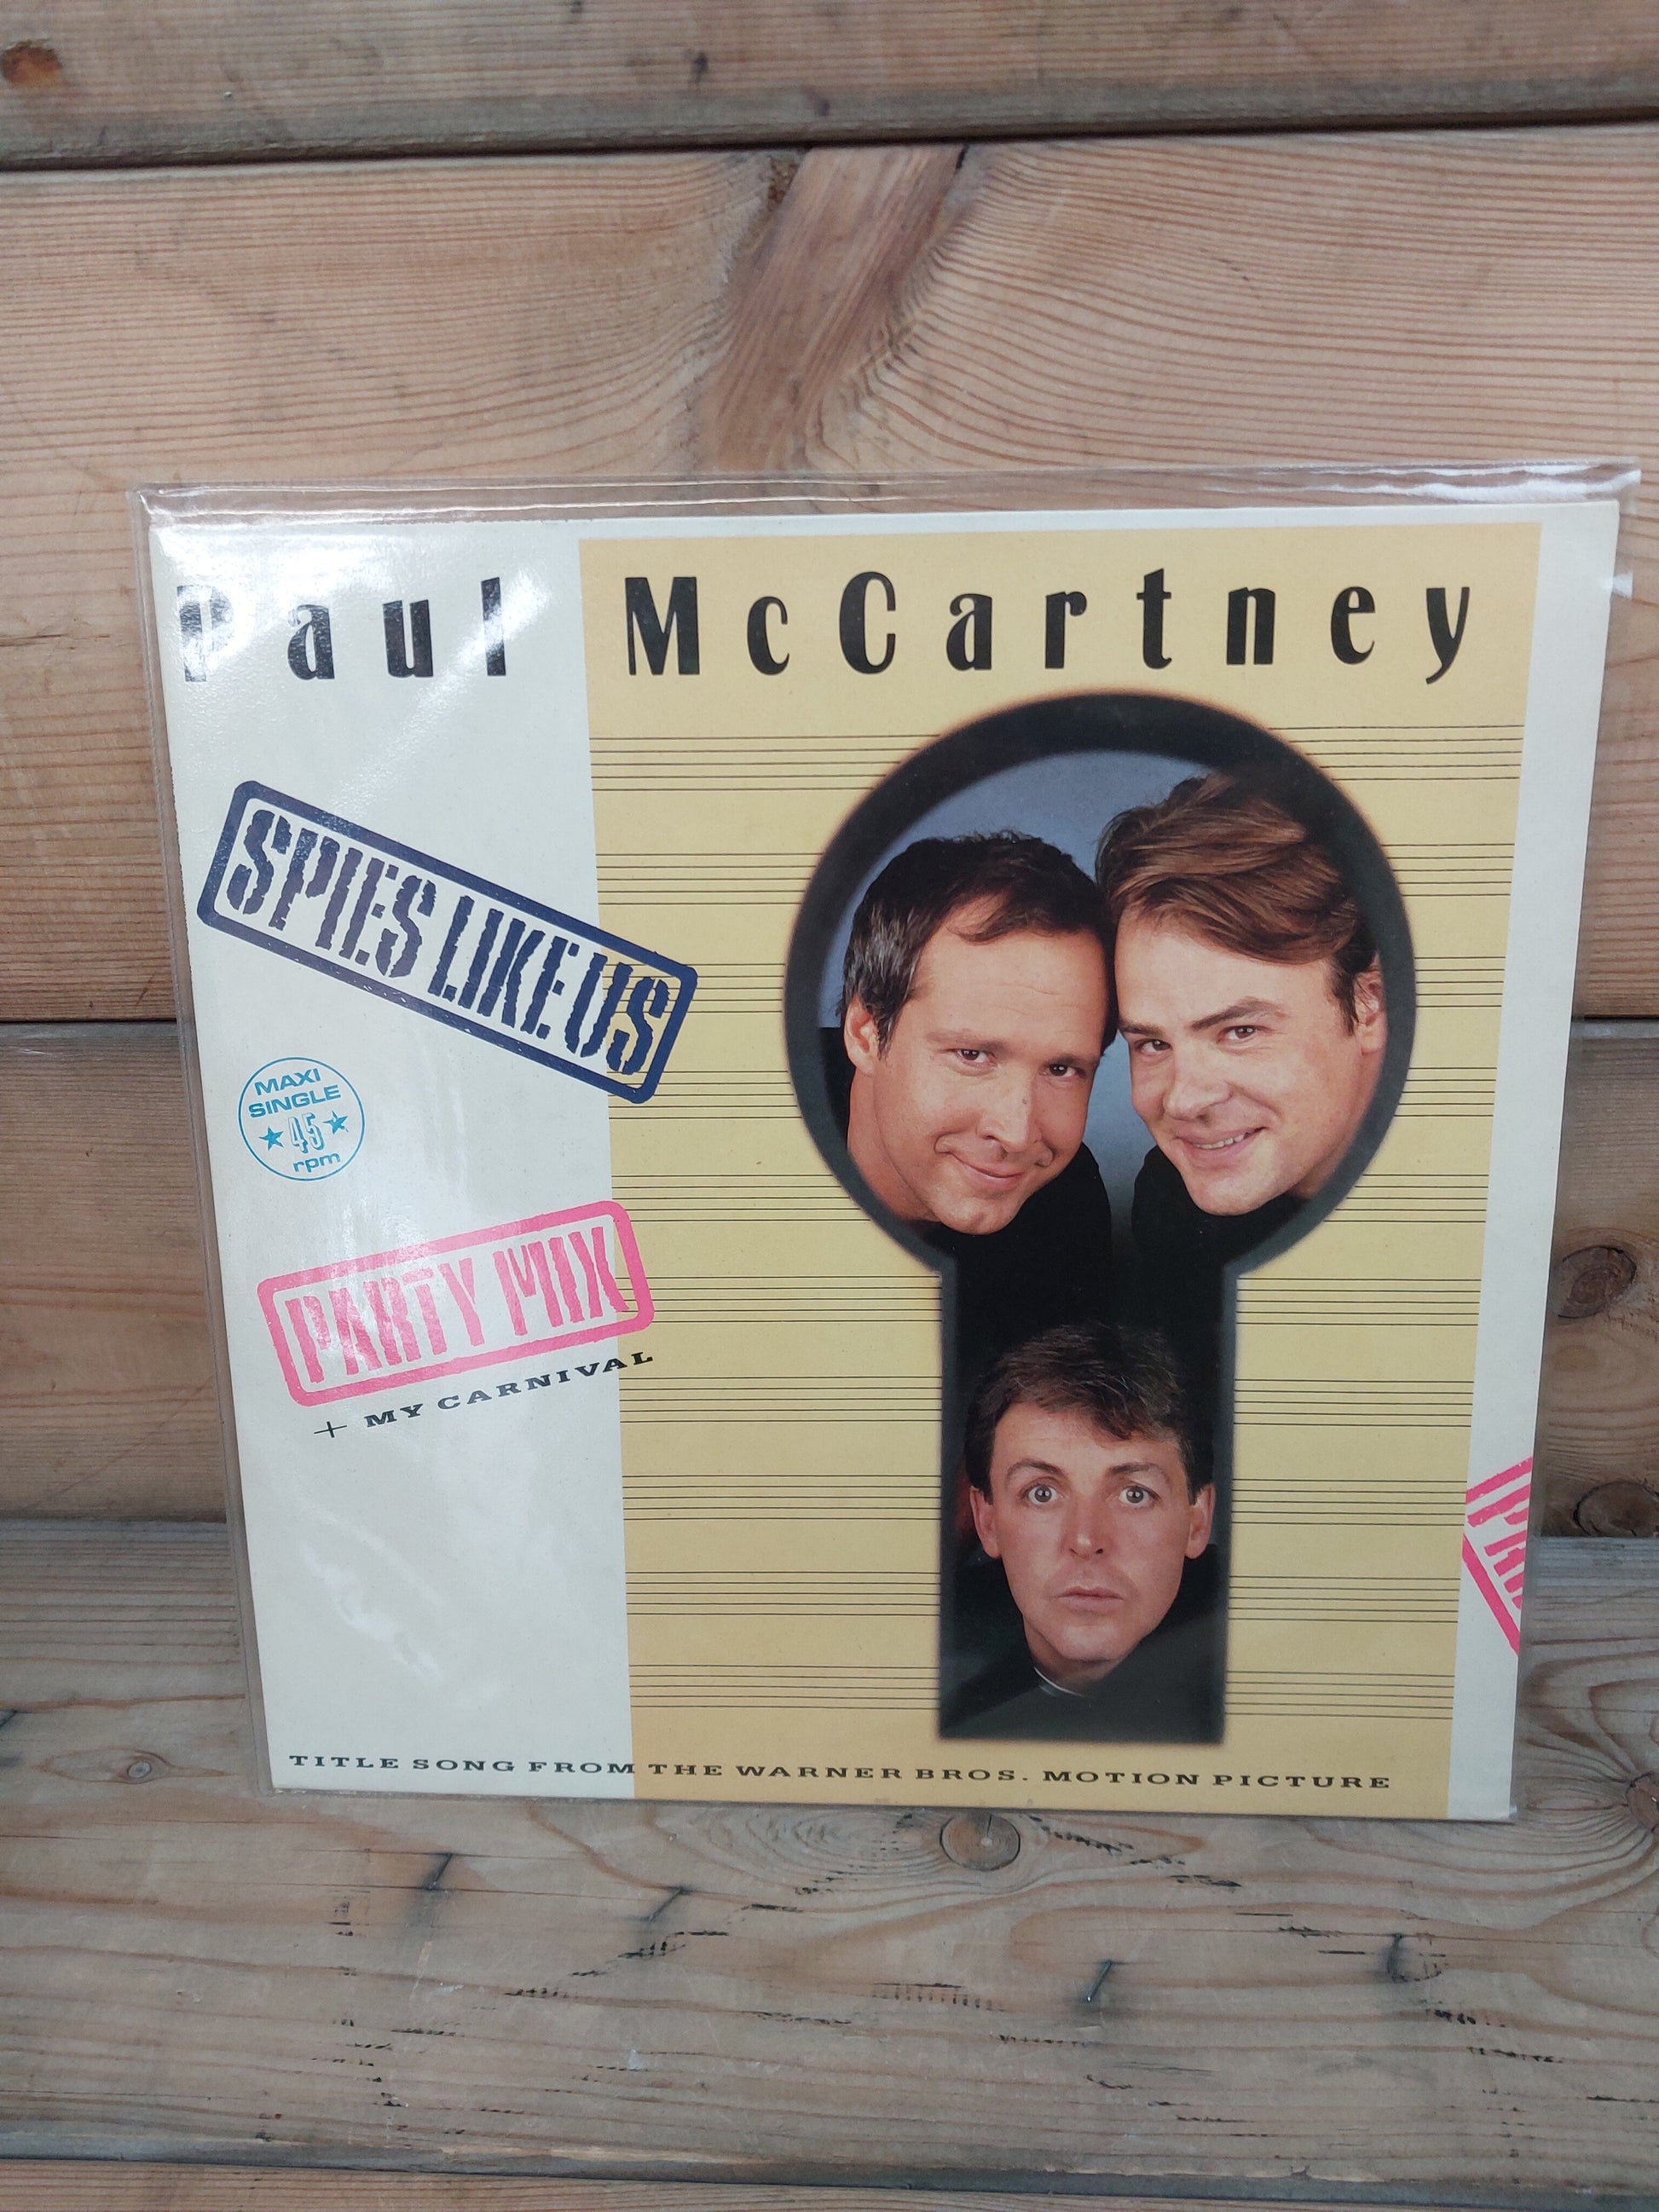 Paul McCartney
SPIES LIKE US
MAXI
SINGLE
★ 45 ★
rpm
PARTY MIX
+ MY CARNIVAL
TITLE SONG FROM THE WARNER BROS. MOTION PICTURE